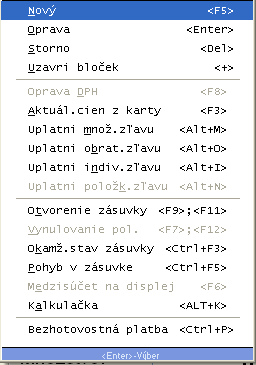 Nový <F5>
Oprava <Enter>
Storno <Del>
Uzavri bloček <+>
Oprava DPH <F8>
Aktuál.cien z karty <F3>
Uplatni množ.zľavu <Alt+M>
Uplatni obrat.zľavu <Alt+O>
Uplatni indiv.zľavu <Alt+I>
Uplatni položk.zľavu <Alt+N>
Otvorenie zásuvky <F9>;<F11>
Vynulovanie pol. <F7>;<F12>
Okamž.stav zásuvky <Ctrl+F3>
Pohyb v zásuvke <Ctrl+F5>
Medzisúčet na displej <F6>
Kalkulačka <ALT+K>
Bezhotovostná platba <Ctrl+P>
<Enter>-Výber